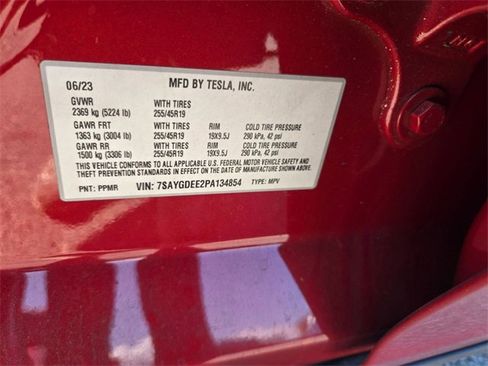 06/23 MFD BY TESLA, INC.
GVWR WITH TIRES
2369 kg (5224 lb) 255/45R19
GAWR FRT WITH TIRES RIM COLD TIRE PRESSURE
1363 kg (3004 lb) 255/45R19 19X9.5J 290 kPa, 42 psi
GAWR RR WITH TIRES RIM COLD TIRE PRESSURE
1500 kg (3306 lb) 255/45R19 19X9.5J 290 kPa, 42 psi
THIS VEHICLE CONFORMS TO ALL APPLICABLE U.S. FEDERAL MOTOR VEHICLE SAFETY AND
THEFT PREVENTION STANDARDS IN EFFECT ON THE DATE OF MANUFACTURE SHOWN ABOVE.
PNT: PPMR VIN: 7SAYGDEE2PA134854 TYPE: MPV